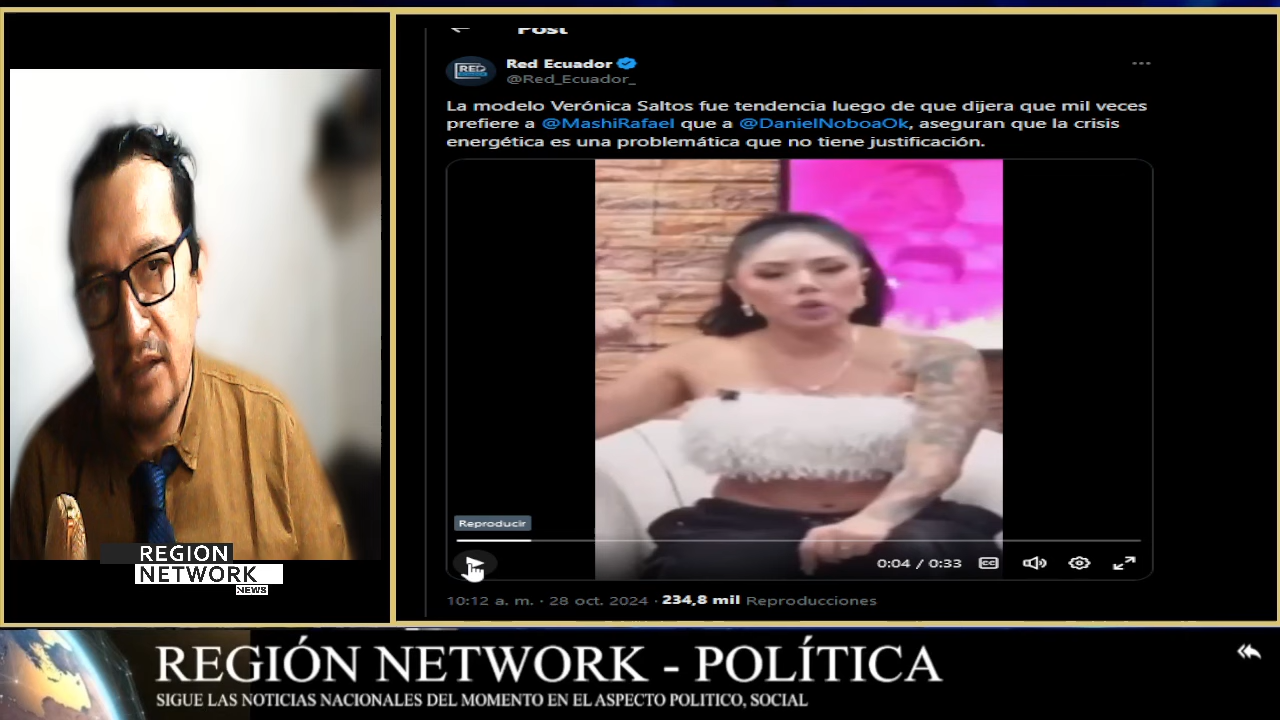 Post
RED
Red Ecuador
@Red_Ecuador_
La modelo Verónica Saltos fue tendencia luego de que dijera que mil veces
prefiere a @MashiRafael que a @DanielNoboaOk, aseguran que la crisis
energética es una problemática que no tiene justificación.
Reproducir
0:04 / 0:33
CC
10:12 a. m. · 28 oct. 2024 · 234,8 mil Reproducciones
REGION
NETWORK
NEWS
REGIÓN NETWORK - POLÍTICA
SIGUE LAS NOTICIAS NACIONALES DEL MOMENTO EN EL ASPECTO POLITICO, SOCIAL